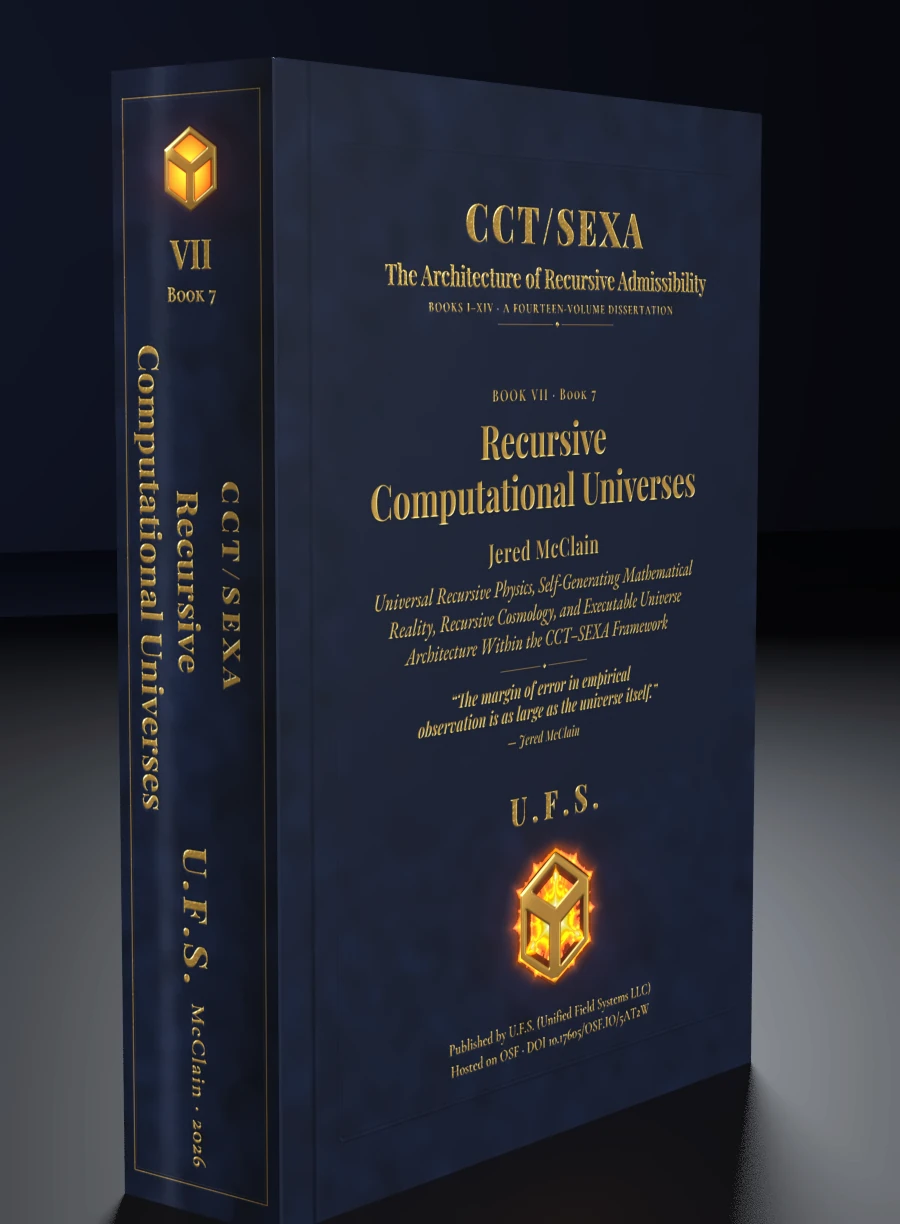 VII
Book 7
CCT/SEXA
Recursive
Computational Universes
U.F.S.
McClain · 2026
CCT/SEXA
The Architecture of Recursive Admissibility
BOOKS I–XIV · A FOURTEEN-VOLUME DISSERTATION
BOOK VII · Book 7
Recursive
Computational Universes
Jered McClain
Universal Recursive Physics, Self-Generating Mathematical
Reality, Recursive Cosmology, and Executable Universe
Architecture Within the CCT–SEXA Framework
“The margin of error in empirical
observation is as large as the universe itself.”
– Jered McClain
U.F.S.
Published by U.F.S. (Unified Field Systems LLC)
Hosted on OSF · DOI 10.17605/OSF.IO/5AT2W